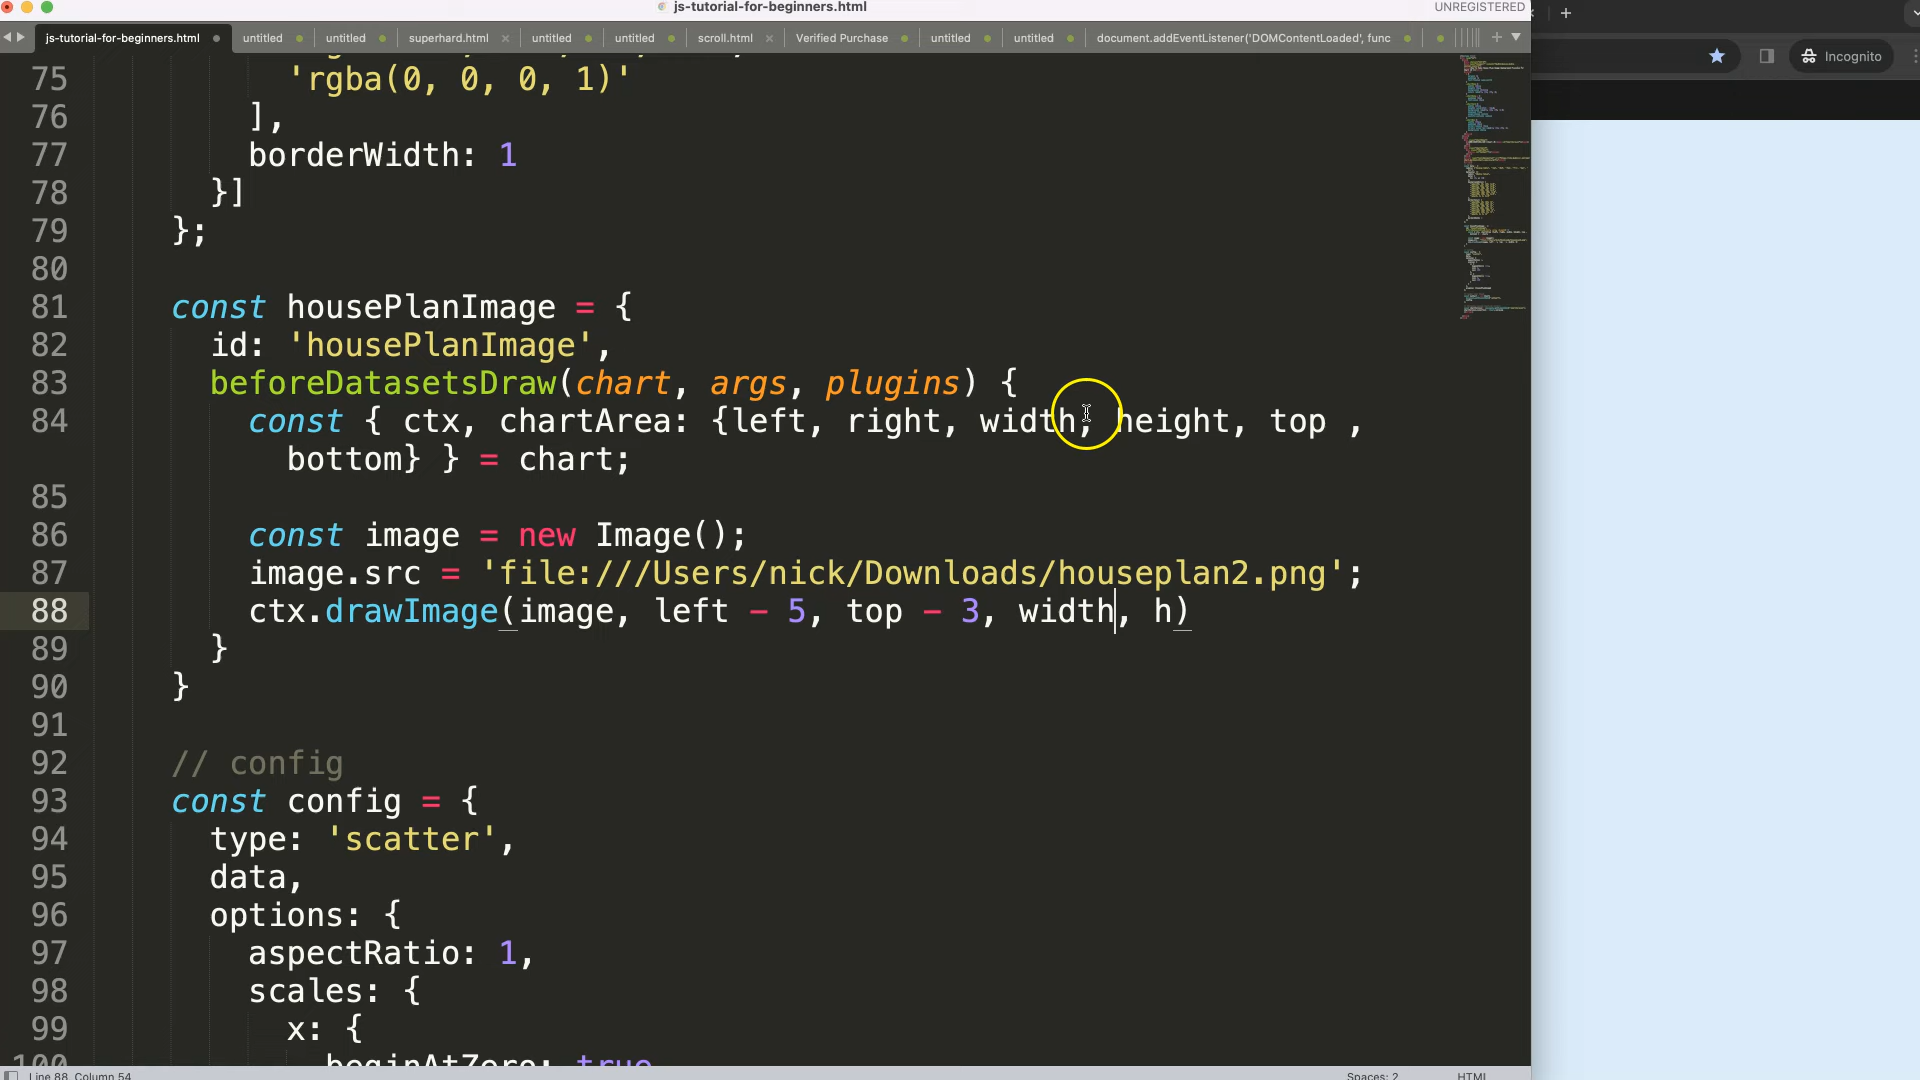 js-tutorial-for-beginners.html
UNREGISTERED
js-tutorial-for-beginners.html untitled untitled superhard.html untitled untitled scroll.html Verified Purchase untitled untitled document.addEventListener('DOMContentLoaded', func
Incognito
75 'rgba(0, 0, 0, 1)'
76 ],
77 borderWidth: 1
78 }]
79 };
80
81 const housePlanImage = {
82 id: 'housePlanImage',
83 beforeDatasetsDraw(chart, args, plugins) {
84 const { ctx, chartArea: {left, right, width, height, top ,
bottom} } = chart;
85
86 const image = new Image();
87 image.src = 'file:///Users/nick/Downloads/houseplan2.png';
88 ctx.drawImage(image, left - 5, top - 3, width, h)
89 }
90 }
91
92 // config
93 const config = {
94 type: 'scatter',
95 data,
96 options: {
97 aspectRatio: 1,
98 scales: {
99 x: {
100 beginAtZero: true
Line 88, Column 54
Spaces: 2
HTML